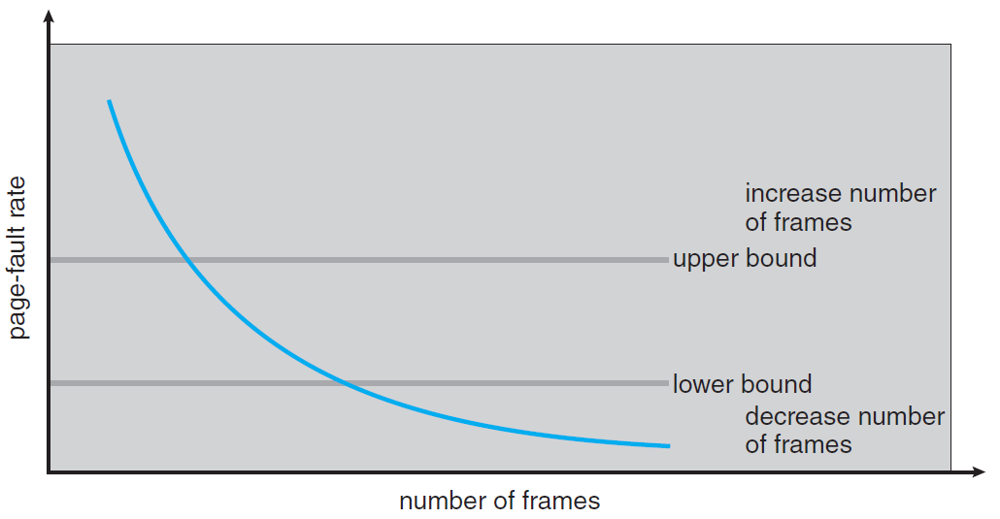 page-fault rate
increase number
of frames
upper bound
lower bound
decrease number
of frames
number of frames